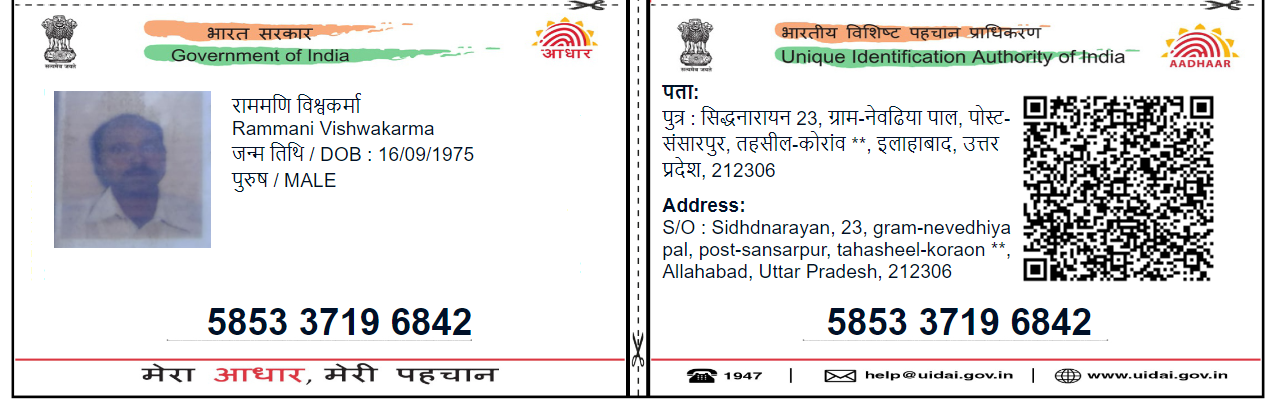 भारत सरकार
Government of India
सत्यमेव जयते
आधार
राममणि विश्वकर्मा
Rammani Vishwakarma
जन्म तिथि / DOB : 16/09/1975
पुरुष / MALE
5853 3719 6842
मेरा आधार, मेरी पहचान
भारतीय विशिष्ट पहचान प्राधिकरण
Unique Identification Authority of India
सत्यमेव जयते
AADHAAR
पता:
पुत्र : सिद्धनारायन 23, ग्राम-नेवढिया पाल, पोस्ट-
संसारपुर, तहसील-कोरांव **, इलाहाबाद, उत्तर
प्रदेश, 212306
Address:
S/O : Sidhdnarayan, 23, gram-nevedhiya
pal, post-sansarpur, tahasheel-koraon **,
Allahabad, Uttar Pradesh, 212306
5853 3719 6842
1947 | help@uidai.gov.in | www.uidai.gov.in